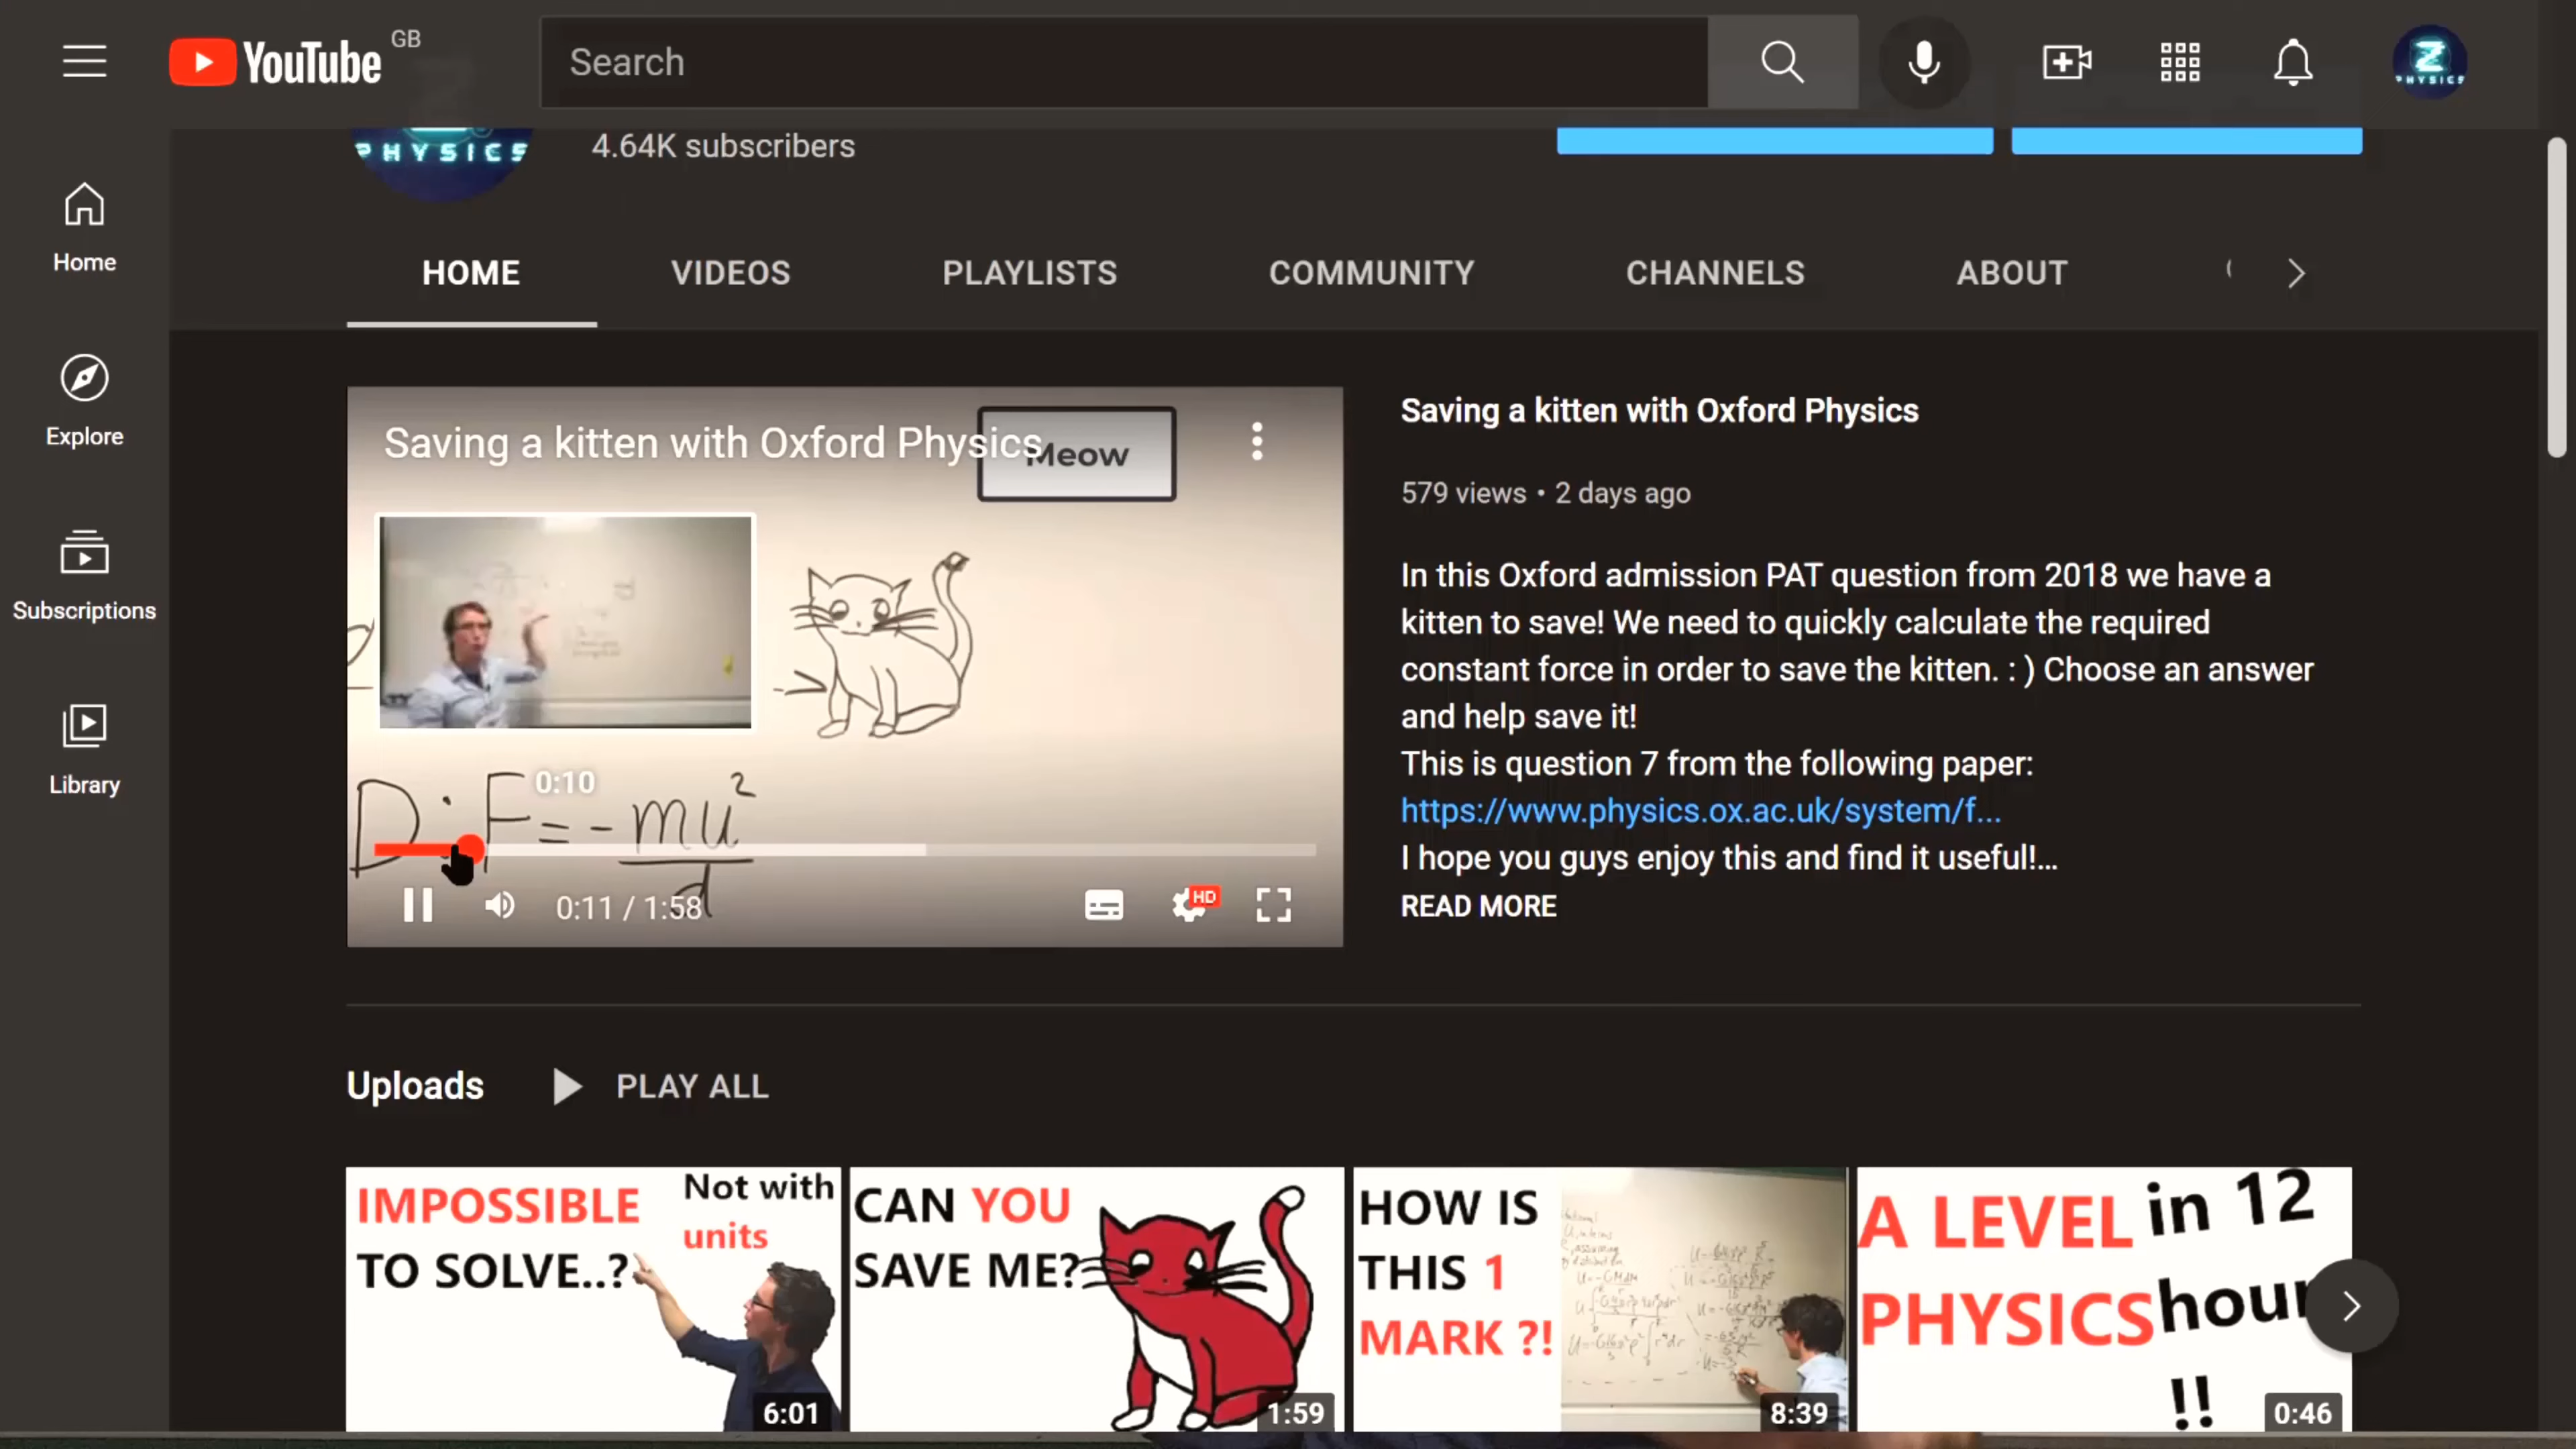 YouTube GB
Search
PHYSICS
PHYSICS
4.64K subscribers
HOME VIDEOS PLAYLISTS COMMUNITY CHANNELS ABOUT
Home
Explore
Subscriptions
Library
Saving a kitten with Oxford Physics
Meow
0:10
D: F = - mu²
d
0:11 / 1:58
HD
Saving a kitten with Oxford Physics
579 views • 2 days ago
In this Oxford admission PAT question from 2018 we have a
kitten to save! We need to quickly calculate the required
constant force in order to save the kitten. : ) Choose an answer
and help save it!
This is question 7 from the following paper:
https://www.physics.ox.ac.uk/system/f...
I hope you guys enjoy this and find it useful!...
READ MORE
Uploads PLAY ALL
IMPOSSIBLE
TO SOLVE..?
Not with
units
6:01
CAN YOU
SAVE ME?
1:59
HOW IS
THIS 1
MARK ?!
8:39
A LEVEL in 12
PHYSICS hour
!!
0:46